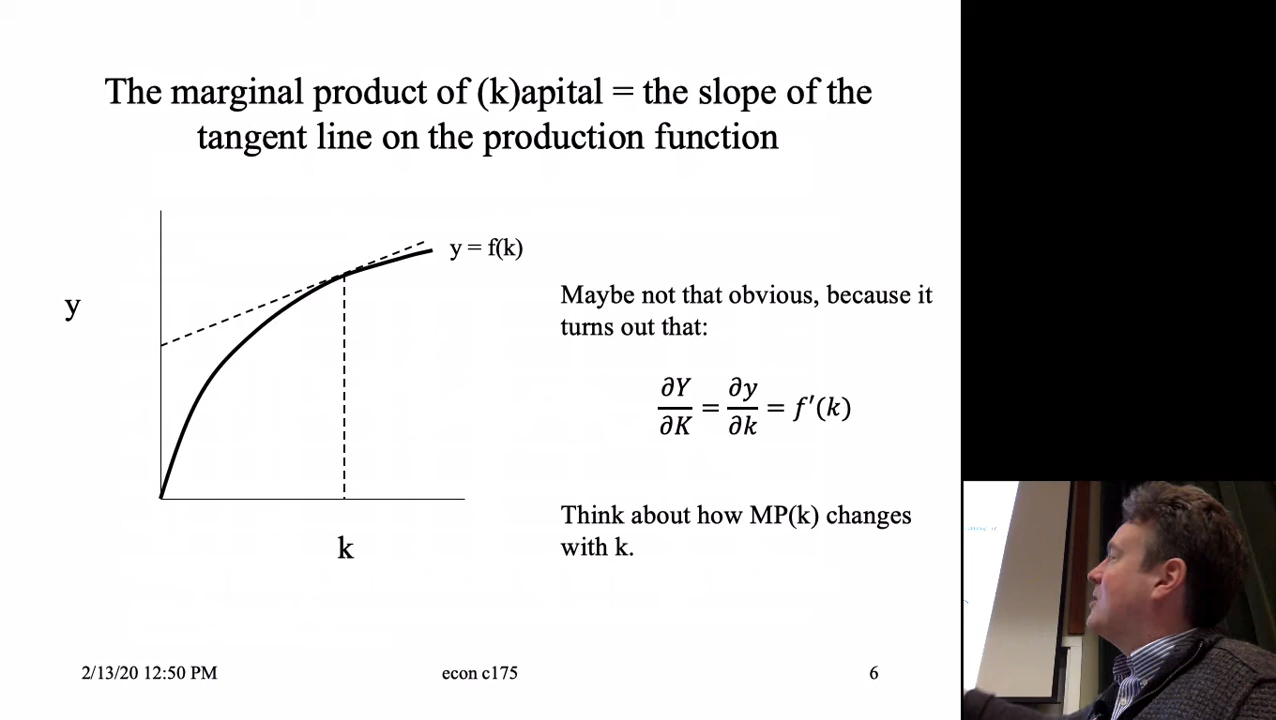 The marginal product of (k)apital = the slope of the
tangent line on the production function
y = f(k)
y
k
Maybe not that obvious, because it
turns out that:
∂Y/∂K = ∂y/∂k = f′(k)
Think about how MP(k) changes
with k.
2/13/20 12:50 PM
econ c175
6